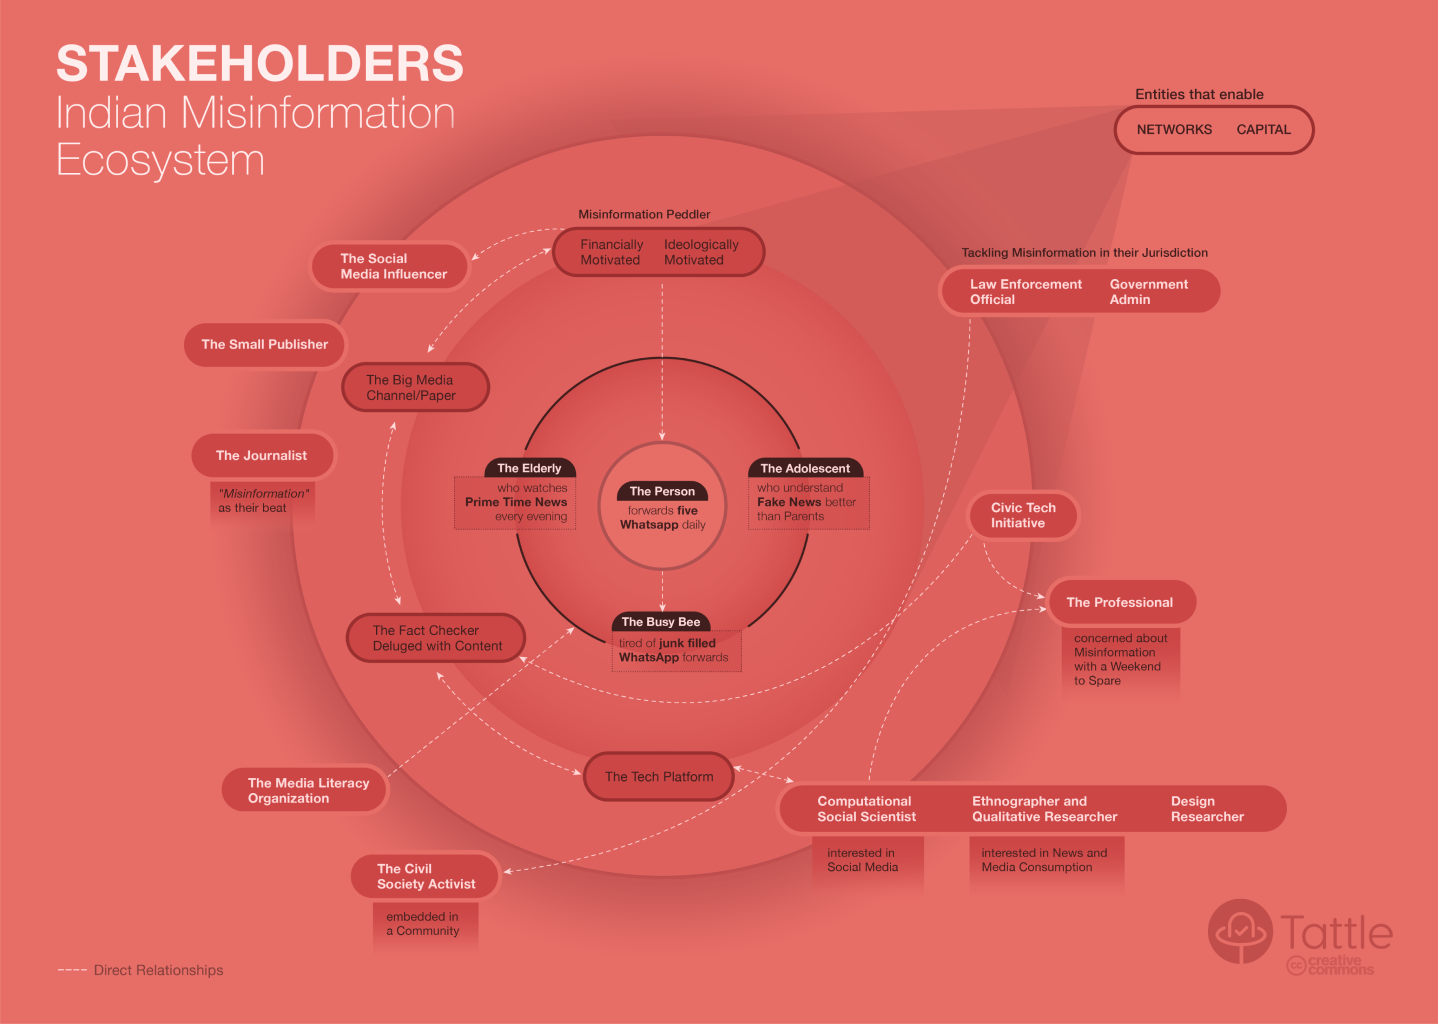 STAKEHOLDERS
Indian Misinformation
Ecosystem
Entities that enable
NETWORKS CAPITAL
Misinformation Peddler
Financially Ideologically
Motivated Motivated
The Social
Media Influencer
Tackling Misinformation in their Jurisdiction
Law Enforcement Government
Official Admin
The Small Publisher
The Big Media
Channel/Paper
The Journalist
"Misinformation"
as their beat
The Elderly
who watches
Prime Time News
every evening
The Person
forwards five
Whatsapp daily
The Adolescent
who understand
Fake News better
than Parents
Civic Tech
Initiative
The Professional
concerned about
Misinformation
with a Weekend
to Spare
The Busy Bee
tired of junk filled
WhatsApp forwards
The Fact Checker
Deluged with Content
The Tech Platform
The Media Literacy
Organization
Computational Ethnographer and Design
Social Scientist Qualitative Researcher Researcher
interested in interested in News and
Social Media Media Consumption
The Civil
Society Activist
embedded in
a Community
Direct Relationships
Tattle
cc creative
commons